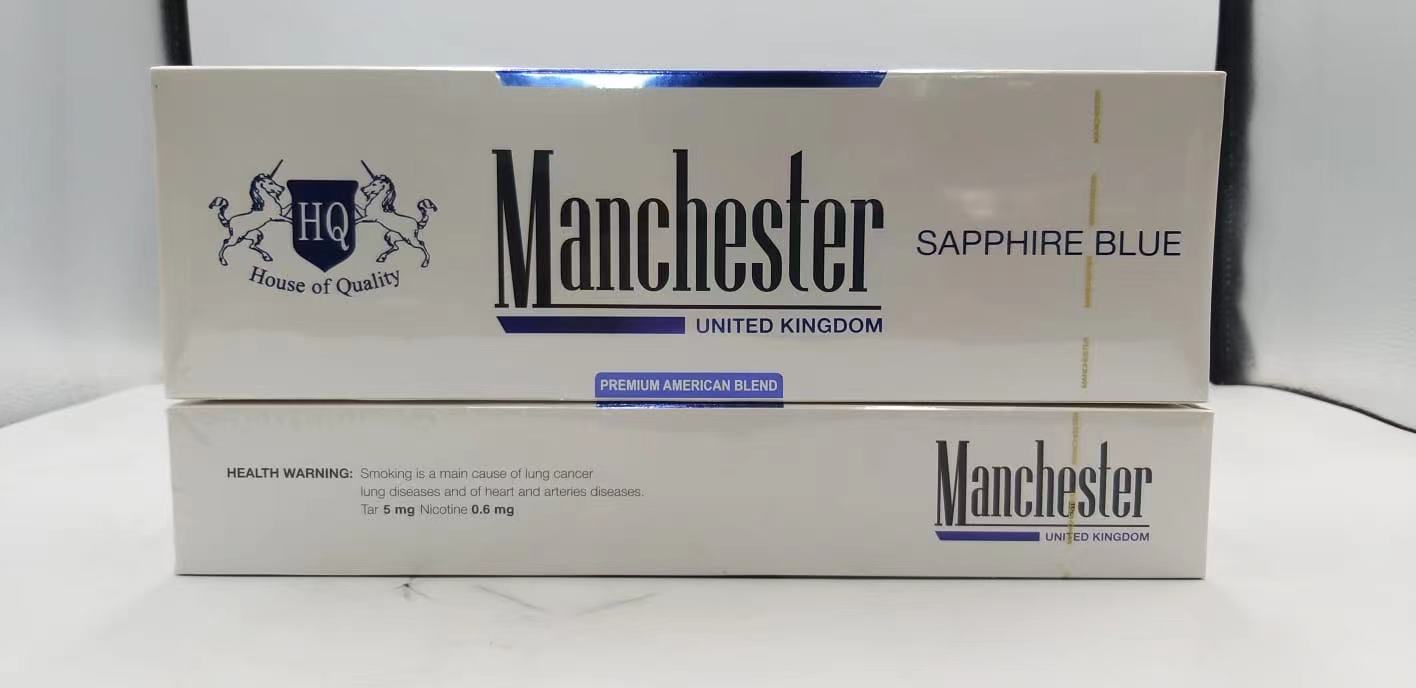 HQ
House of Quality
Manchester
UNITED KINGDOM
SAPPHIRE BLUE
MANCHESTER
MANCHESTER
PREMIUM AMERICAN BLEND
HEALTH WARNING: Smoking is a main cause of lung cancer
lung diseases and of heart and arteries diseases.
Tar 5 mg Nicotine 0.6 mg
Manchester
UNITED KINGDOM